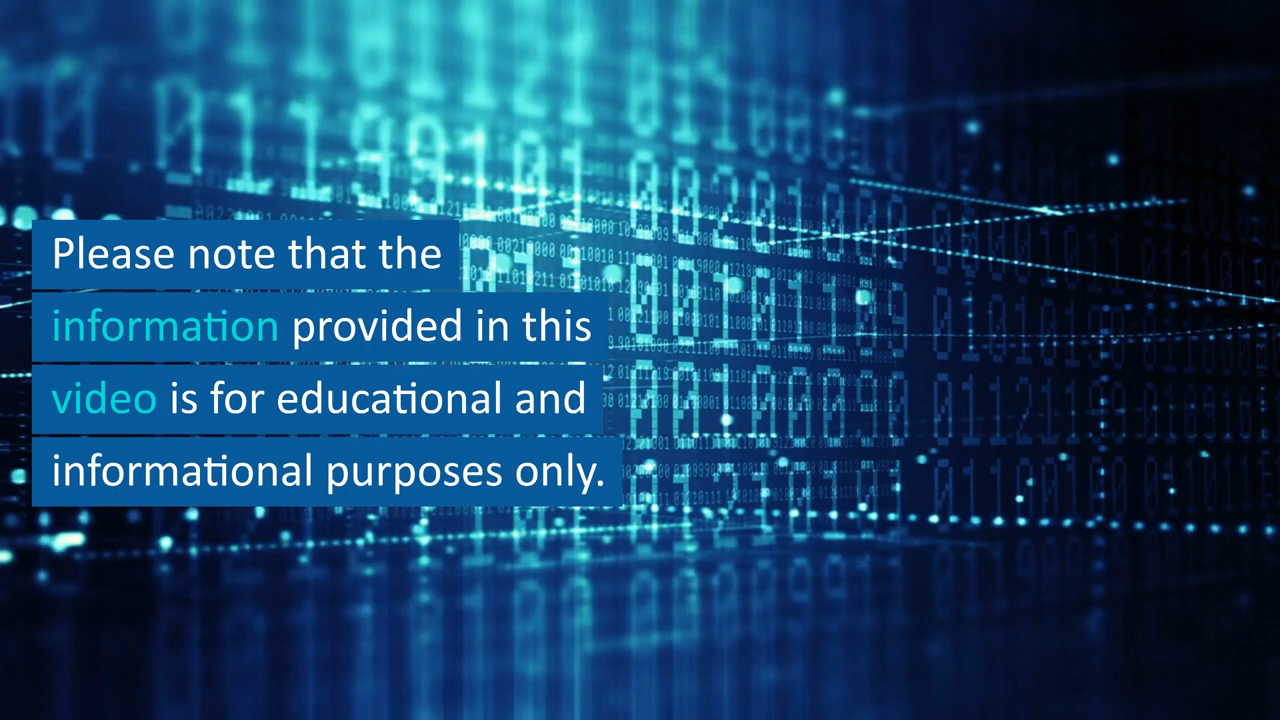 Please note that the
information provided in this
video is for educational and
informational purposes only.